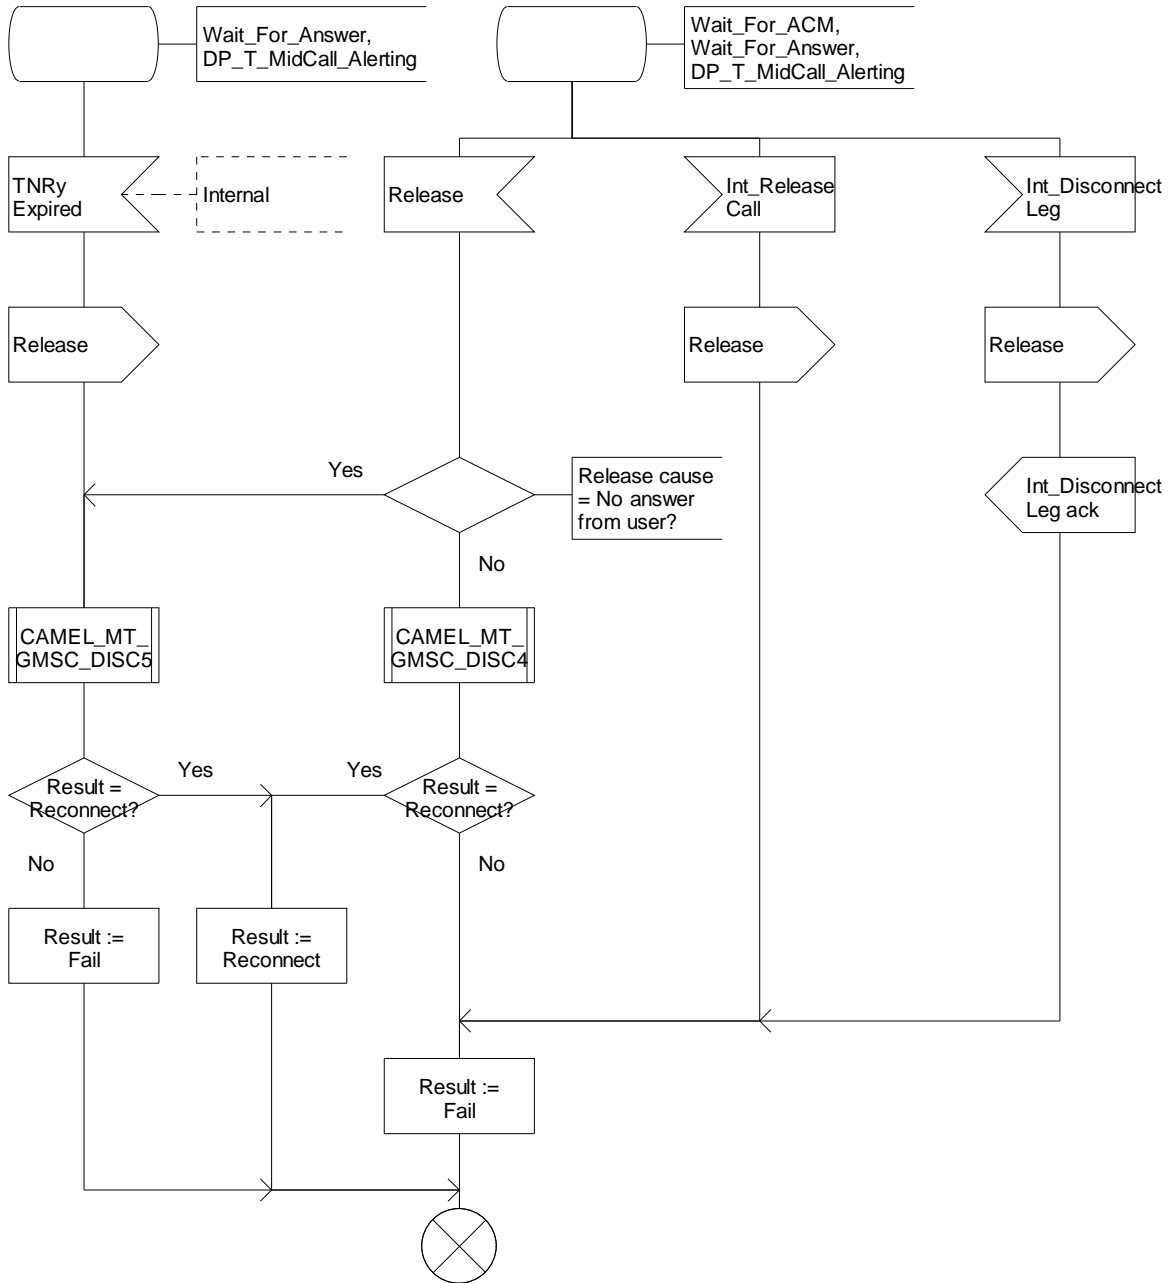 Wait_For_Answer,
DP_T_MidCall_Alerting
Wait_For_ACM,
Wait_For_Answer,
DP_T_MidCall_Alerting
TNRy
Expired
Internal
Release
Int_Release
Call
Int_Disconnect
Leg
Release
Release
Release
Yes
Release cause
= No answer
from user?
Int_Disconnect
Leg ack
No
CAMEL_MT_
GMSC_DISC5
CAMEL_MT_
GMSC_DISC4
Yes
Yes
Result =
Reconnect?
Result =
Reconnect?
No
No
Result :=
Fail
Result :=
Reconnect
Result :=
Fail